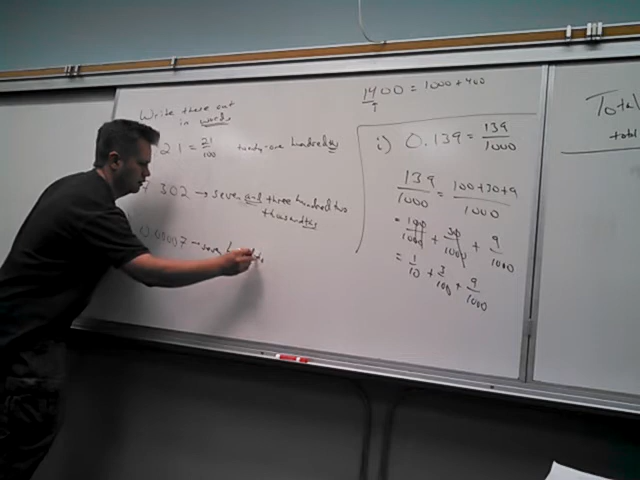 Write these out
in words
21 = 21/100 twenty-one hundredths
302 → seven and three hundred two
thousandths
0.00007 → seven
1400 = 1000 + 400
i) 0.139 = 139/1000
139/1000 = 100+30+9/1000
= 100/1000 + 30/1000 + 9/1000
= 1/10 + 3/100 + 9/1000
Total
total